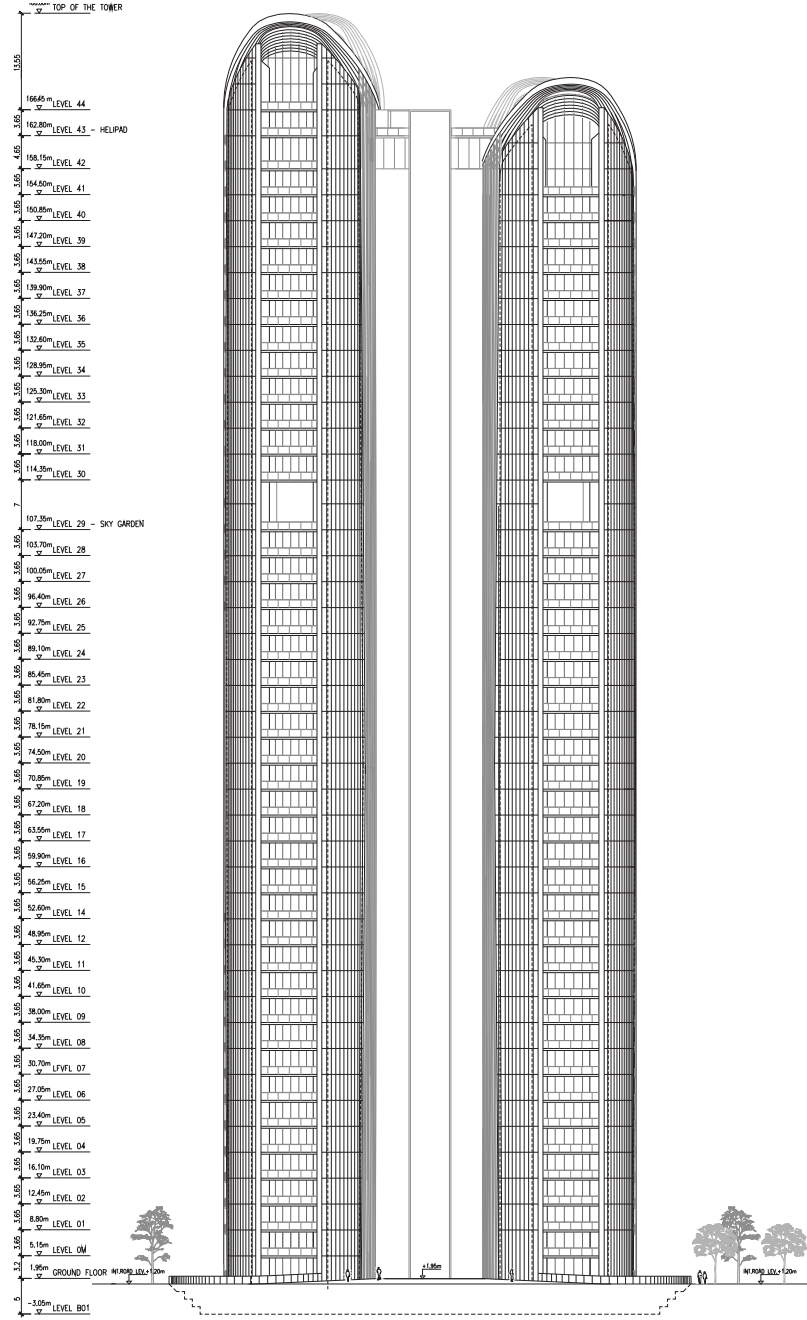 TOP OF THE TOWER
13.55
166.45 m LEVEL 44
3.65
162.80m LEVEL 43 - HELIPAD
4.65
158.15m LEVEL 42
3.65
154.50m LEVEL 41
3.65
150.85m LEVEL 40
3.65
147.20m LEVEL 39
3.65
143.55m LEVEL 38
3.65
139.90m LEVEL 37
3.65
136.25m LEVEL 36
3.65
132.60m LEVEL 35
3.65
128.95m LEVEL 34
3.65
125.30m LEVEL 33
3.65
121.65m LEVEL 32
3.65
118.00m LEVEL 31
3.65
114.35m LEVEL 30
7
107.35m LEVEL 29 - SKY GARDEN
3.65
103.70m LEVEL 28
3.65
100.05m LEVEL 27
3.65
96.40m LEVEL 26
3.65
92.75m LEVEL 25
3.65
89.10m LEVEL 24
3.65
85.45m LEVEL 23
3.65
81.80m LEVEL 22
3.65
78.15m LEVEL 21
3.65
74.50m LEVEL 20
3.65
70.85m LEVEL 19
3.65
67.20m LEVEL 18
3.65
63.55m LEVEL 17
3.65
59.90m LEVEL 16
3.65
56.25m LEVEL 15
3.65
52.60m LEVEL 14
3.65
48.95m LEVEL 12
3.65
45.30m LEVEL 11
3.65
41.65m LEVEL 10
3.65
38.00m LEVEL 09
3.65
34.35m LEVEL 08
3.65
30.70m LEVEL 07
3.65
27.05m LEVEL 06
3.65
23.40m LEVEL 05
3.65
19.75m LEVEL 04
3.65
16.10m LEVEL 03
3.65
12.45m LEVEL 02
3.65
8.80m LEVEL 01
3.65
5.15m LEVEL 0M
3.2
1.95m GROUND FLOOR INT.ROAD LEV.+1.20m +1.95m INT.ROAD LEV.+1.20m
5
-3.05m LEVEL B01